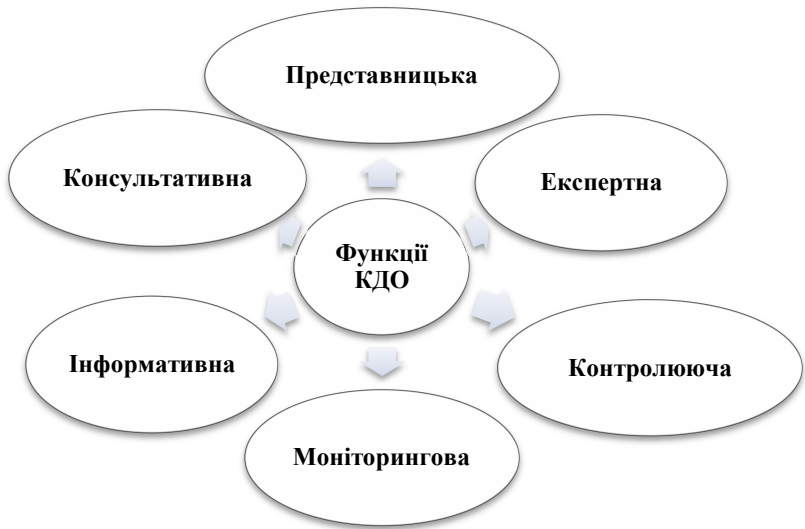 Представницька
Консультативна
Експертна
Функції
КДО
Інформативна
Контролююча
Моніторингова